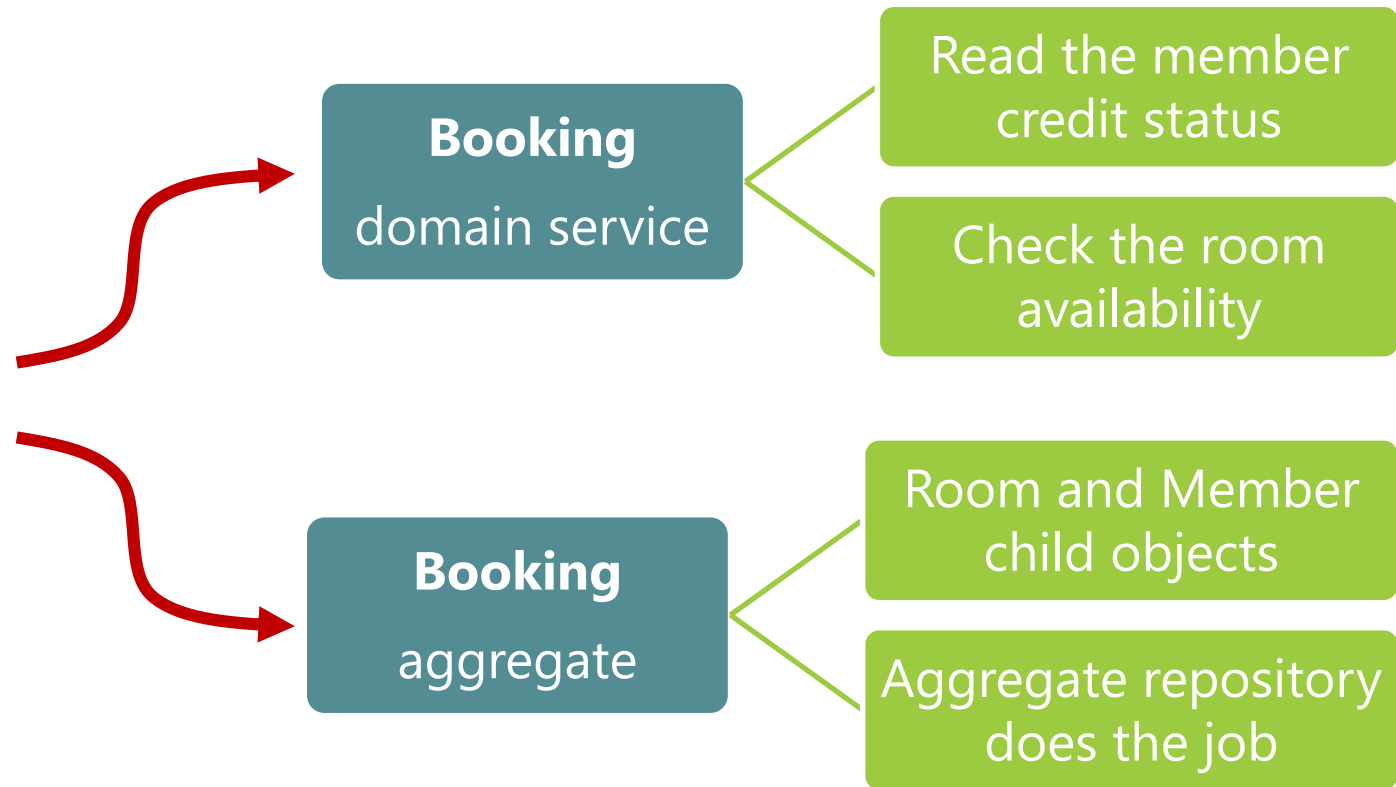 Booking
domain service
Read the member
credit status
Check the room
availability
Booking
aggregate
Room and Member
child objects
Aggregate repository
does the job